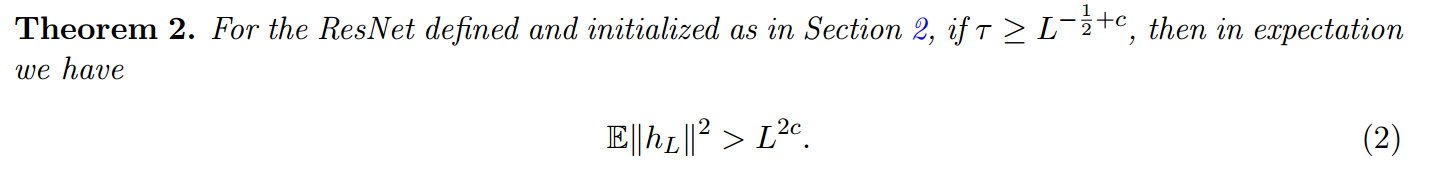 Theorem 2. For the ResNet defined and initialized as in Section 2, if τ ≥ L^{-\frac{1}{2}+c}, then in expectation
we have
𝔼‖h_L‖² > L^{2c}. (2)